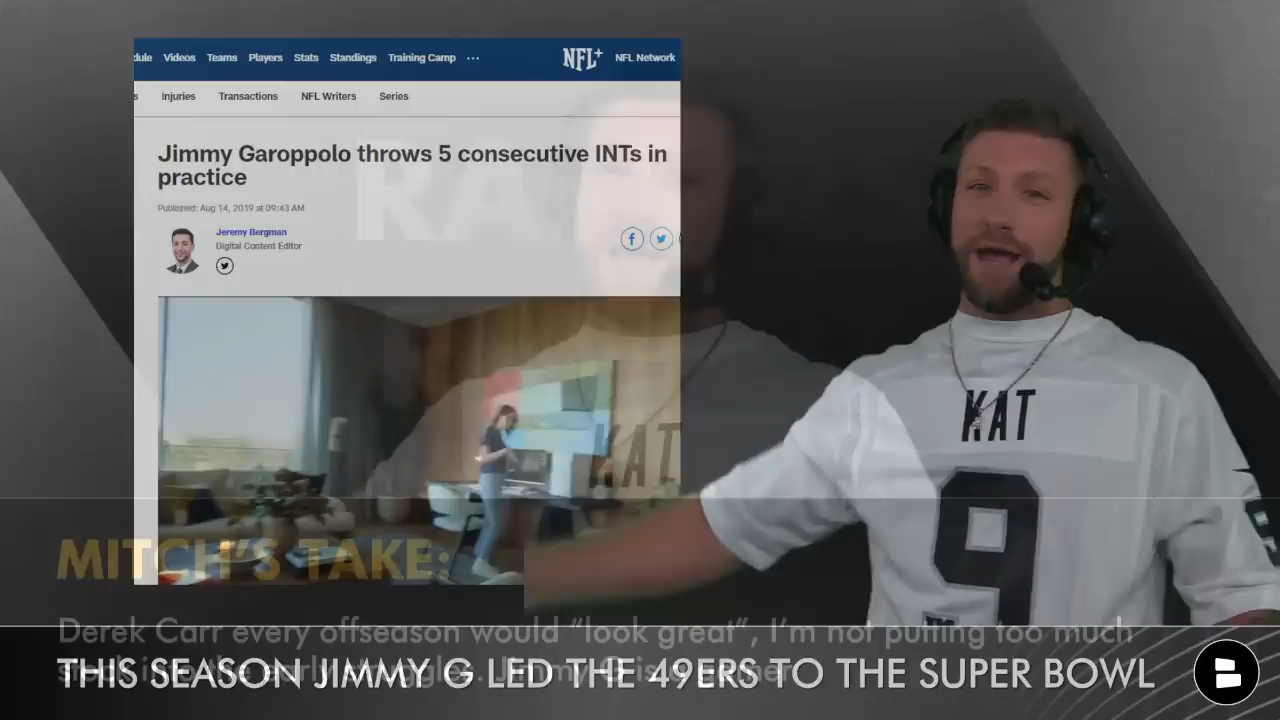 dule Videos Teams Players Stats Standings Training Camp ... NFL+ NFL Network
s Injuries Transactions NFL Writers Series
Jimmy Garoppolo throws 5 consecutive INTs in
practice
RA
Published: Aug 14, 2019 at 09:43 AM
Jeremy Bergman
Digital Content Editor
KAT
9
KAT
MITCH'S TAKE:
Derek Carr every offseason would "look great", I'm not putting too much
THIS SEASON JIMMY G LED THE 49ERS TO THE SUPER BOWL